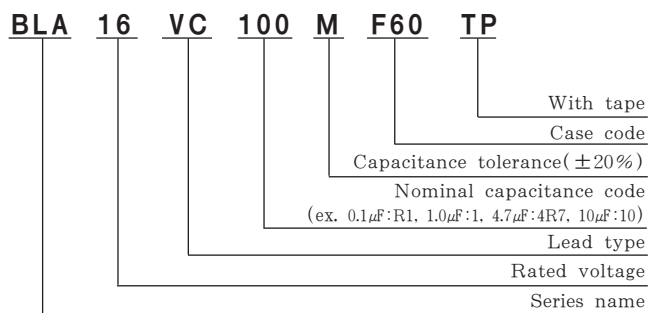 BLA 16 VC 100 M F60 TP
With tape
Case code
Capacitance tolerance(±20%)
Nominal capacitance code
(ex. 0.1µF:R1, 1.0µF:1, 4.7µF:4R7, 10µF:10)
Lead type
Rated voltage
Series name